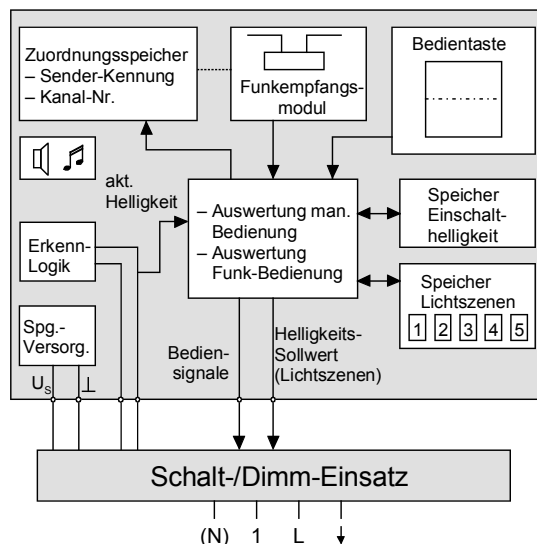 Zuordnungsspeicher
– Sender-Kennung
– Kanal-Nr.
Funkempfangs-
modul
Bedientaste
akt.
Helligkeit
– Auswertung man.
Bedienung
– Auswertung
Funk-Bedienung
Speicher
Einschalt-
helligkeit
Erkenn-
Logik
Speicher
Lichtszenen
1 2 3 4 5
Spg.-
Versorg.
Bedien-
signale
Helligkeits-
Sollwert
(Lichtszenen)
US ⊥
Schalt-/Dimm-Einsatz
(N) 1 L